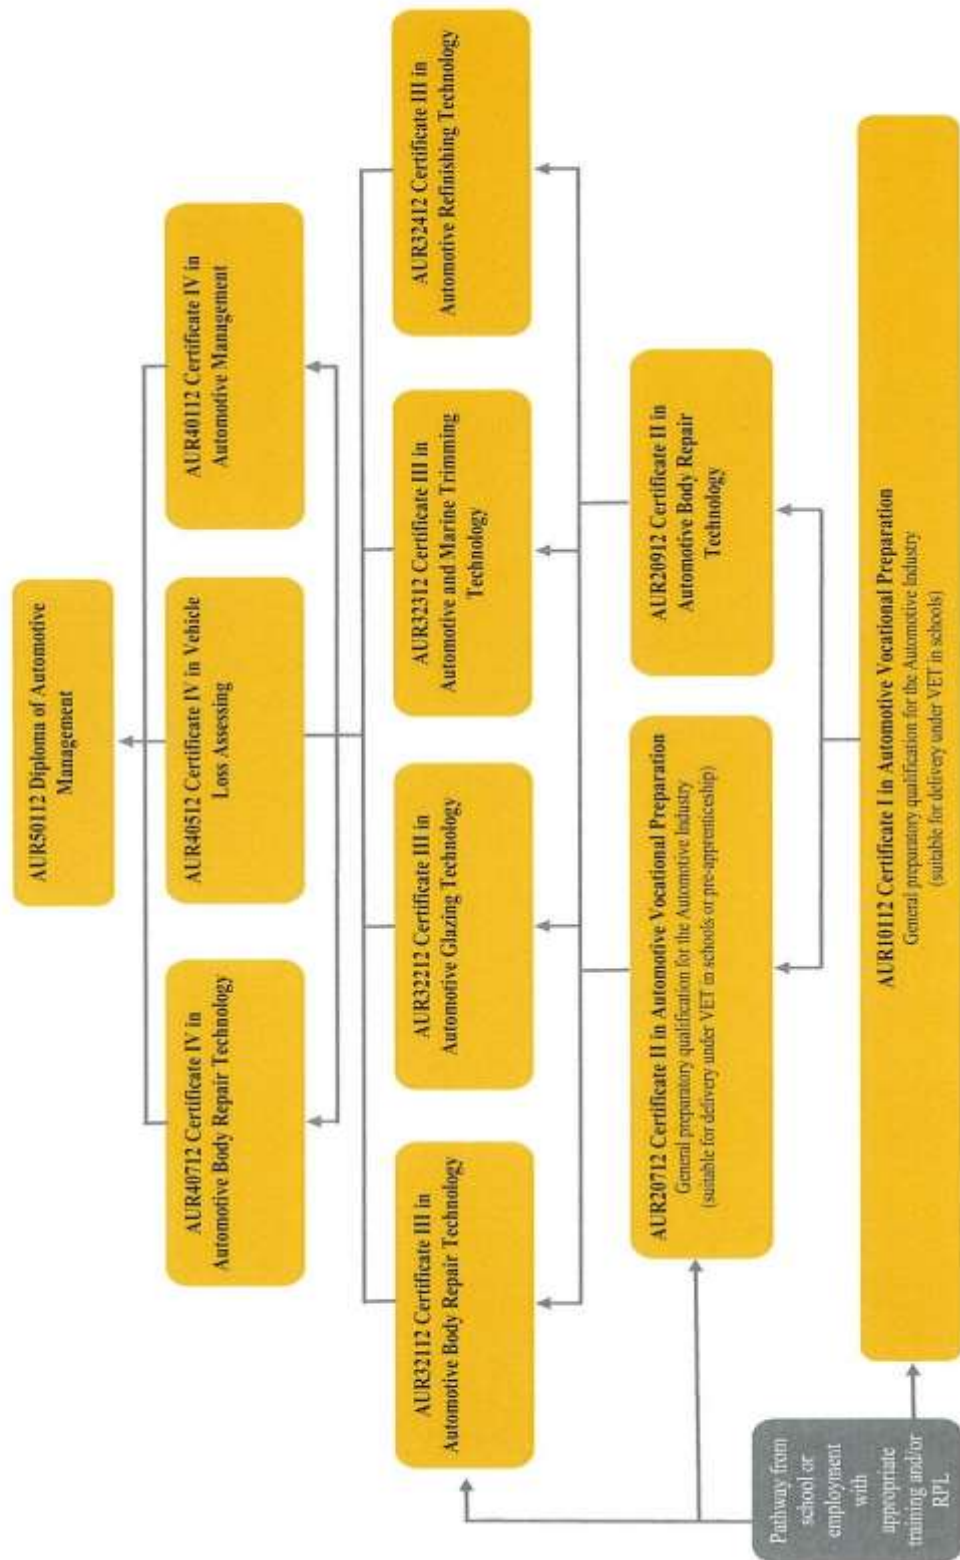 AUR50112 Diploma of Automotive
Management
AUR40712 Certificate IV in
Automotive Body Repair Technology
AUR40512 Certificate IV in Vehicle
Loss Assessing
AUR40112 Certificate IV in
Automotive Management
AUR32112 Certificate III in
Automotive Body Repair Technology
AUR32212 Certificate III in
Automotive Glazing Technology
AUR32312 Certificate III in
Automotive and Marine Trimming
Technology
AUR32412 Certificate III in
Automotive Refinishing Technology
AUR20712 Certificate II in Automotive Vocational Preparation
General preparatory qualification for the Automotive Industry
(suitable for delivery under VET in schools or pre-apprenticeship)
AUR20912 Certificate II in
Automotive Body Repair
Technology
Pathway from
school or
employment
with
appropriate
training and/or
RPL
AUR10112 Certificate I in Automotive Vocational Preparation
General preparatory qualification for the Automotive Industry
(suitable for delivery under VET in schools)